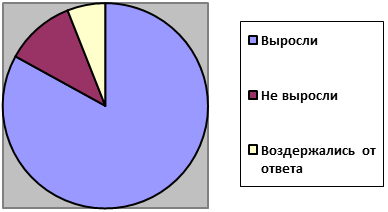 Выросли
Не выросли
Воздержались от
ответа